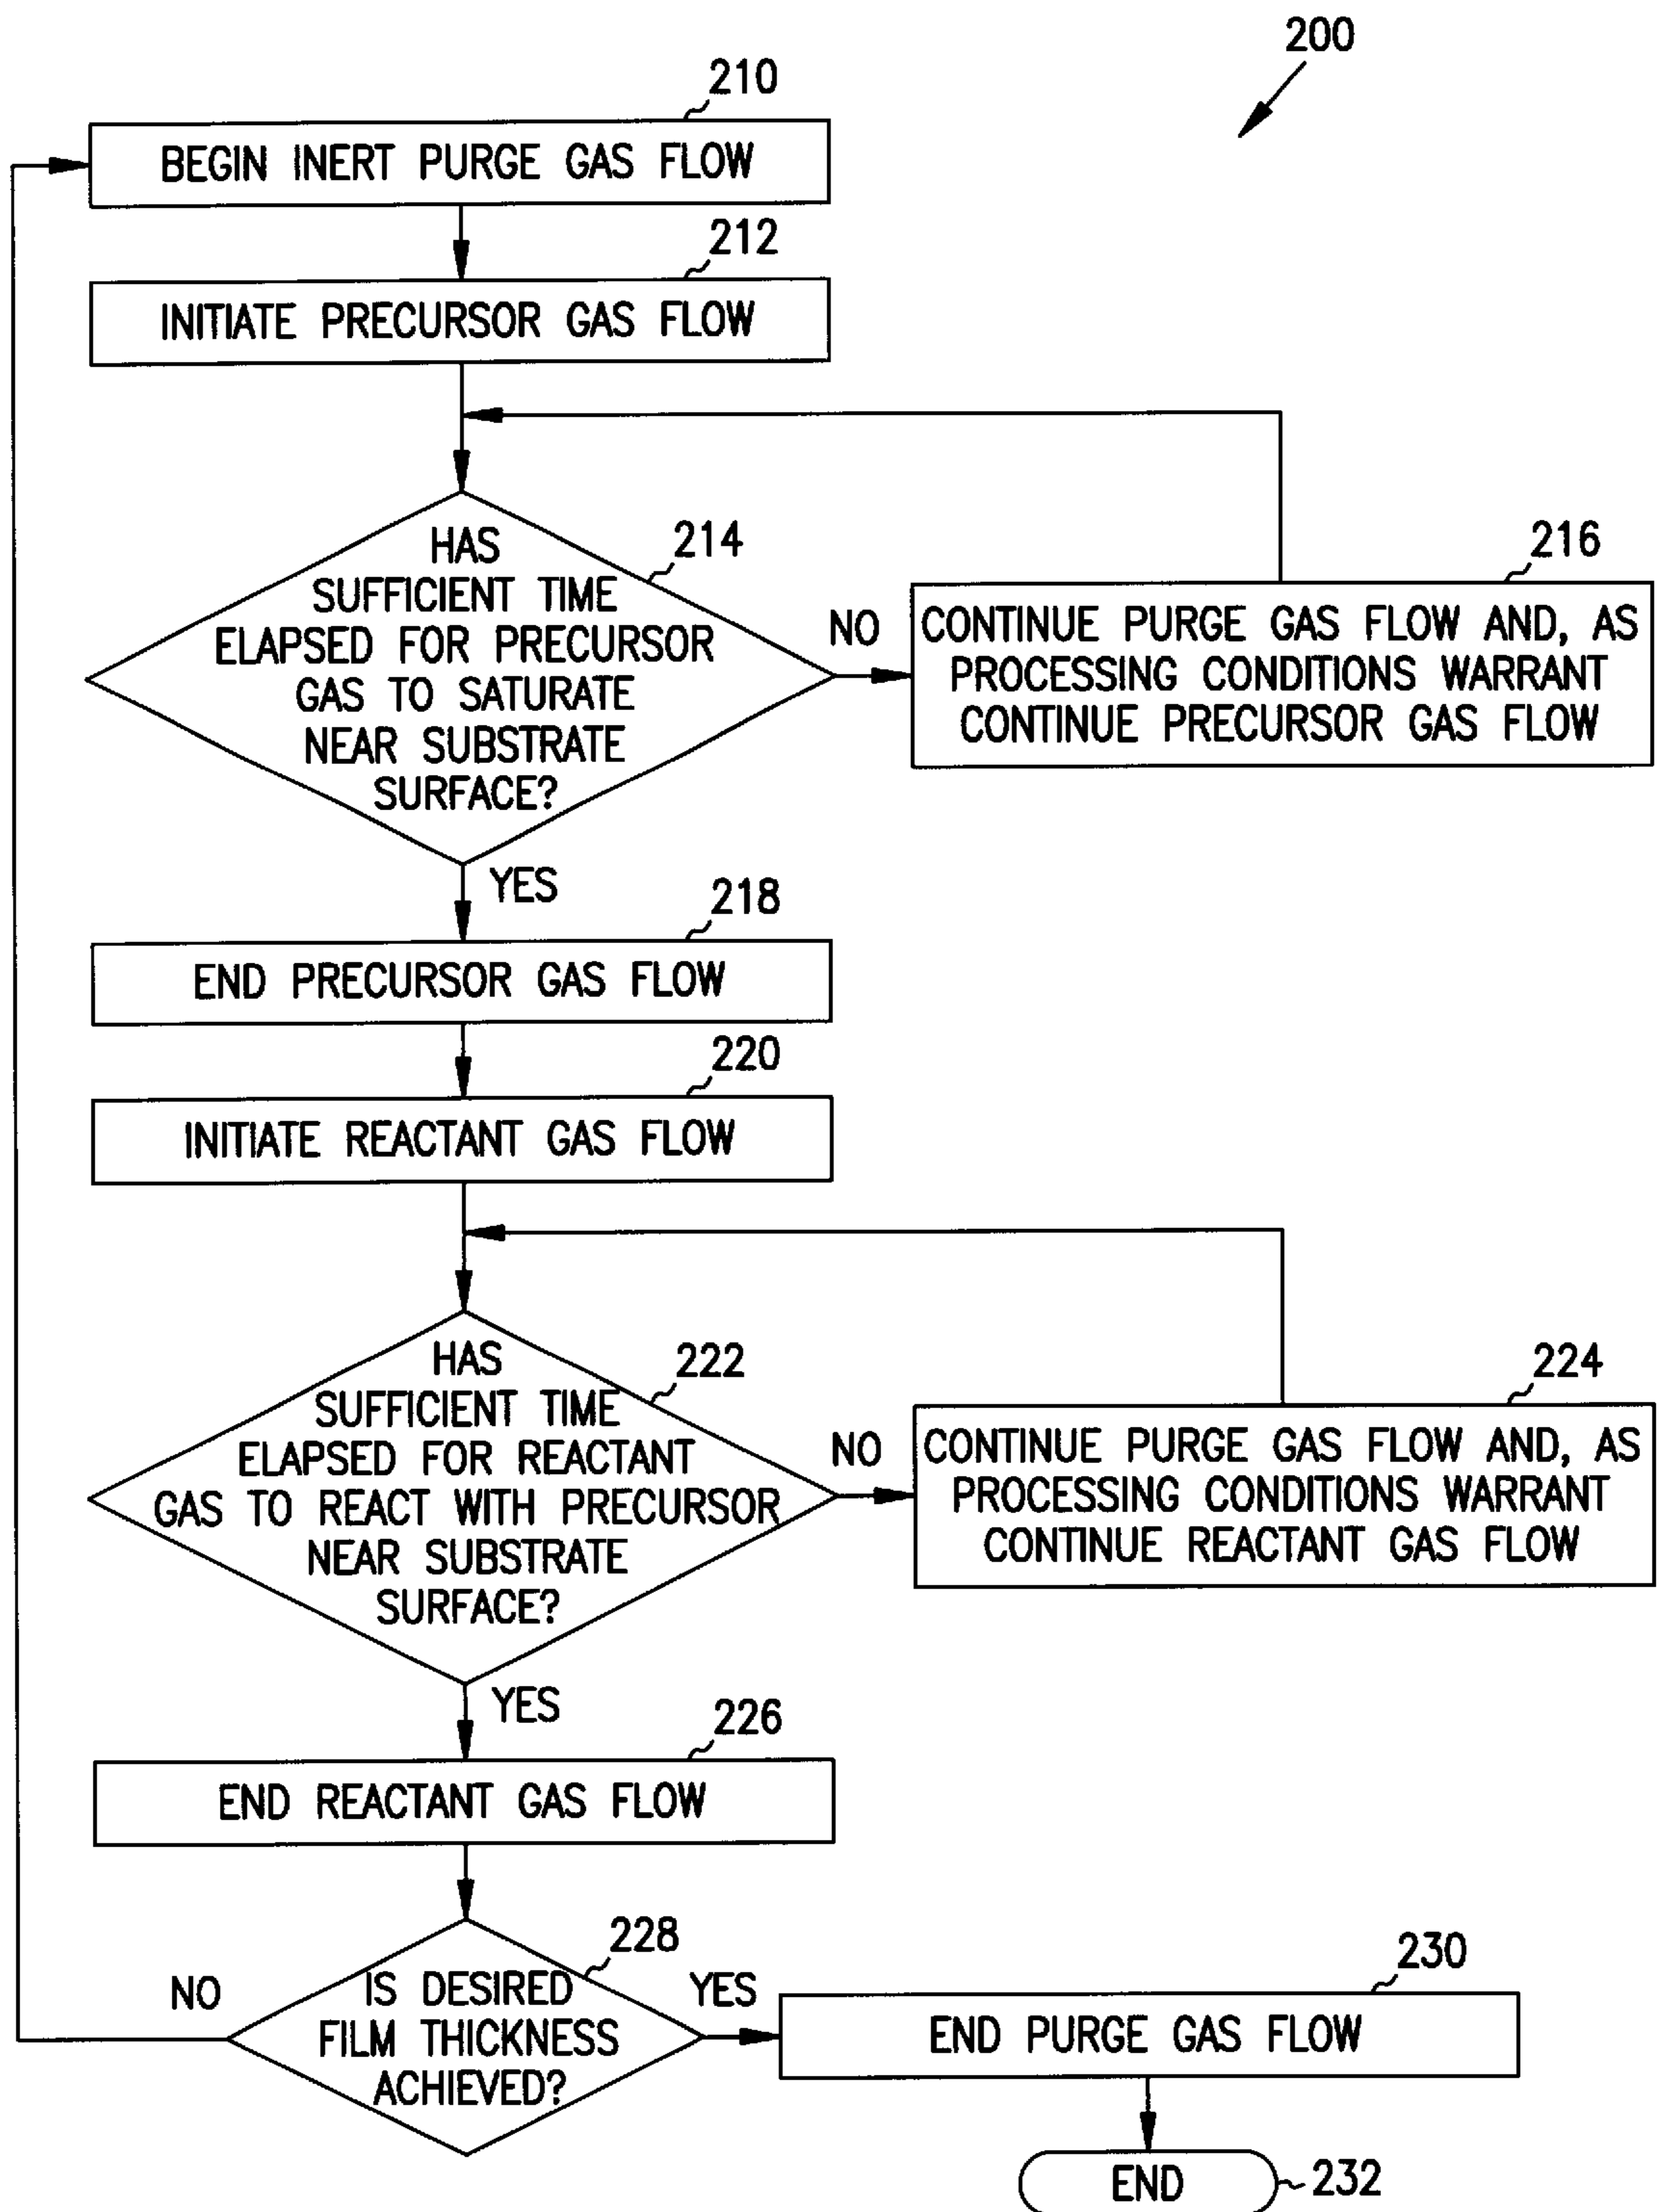 200
210
BEGIN INERT PURGE GAS FLOW
212
INITIATE PRECURSOR GAS FLOW
214
HAS
SUFFICIENT TIME
ELAPSED FOR PRECURSOR
GAS TO SATURATE
NEAR SUBSTRATE
SURFACE?
NO
216
CONTINUE PURGE GAS FLOW AND, AS
PROCESSING CONDITIONS WARRANT
CONTINUE PRECURSOR GAS FLOW
YES
218
END PRECURSOR GAS FLOW
220
INITIATE REACTANT GAS FLOW
222
HAS
SUFFICIENT TIME
ELAPSED FOR REACTANT
GAS TO REACT WITH PRECURSOR
NEAR SUBSTRATE
SURFACE?
NO
224
CONTINUE PURGE GAS FLOW AND, AS
PROCESSING CONDITIONS WARRANT
CONTINUE REACTANT GAS FLOW
YES
226
END REACTANT GAS FLOW
228
IS DESIRED
FILM THICKNESS
ACHIEVED?
NO
YES
230
END PURGE GAS FLOW
END
232